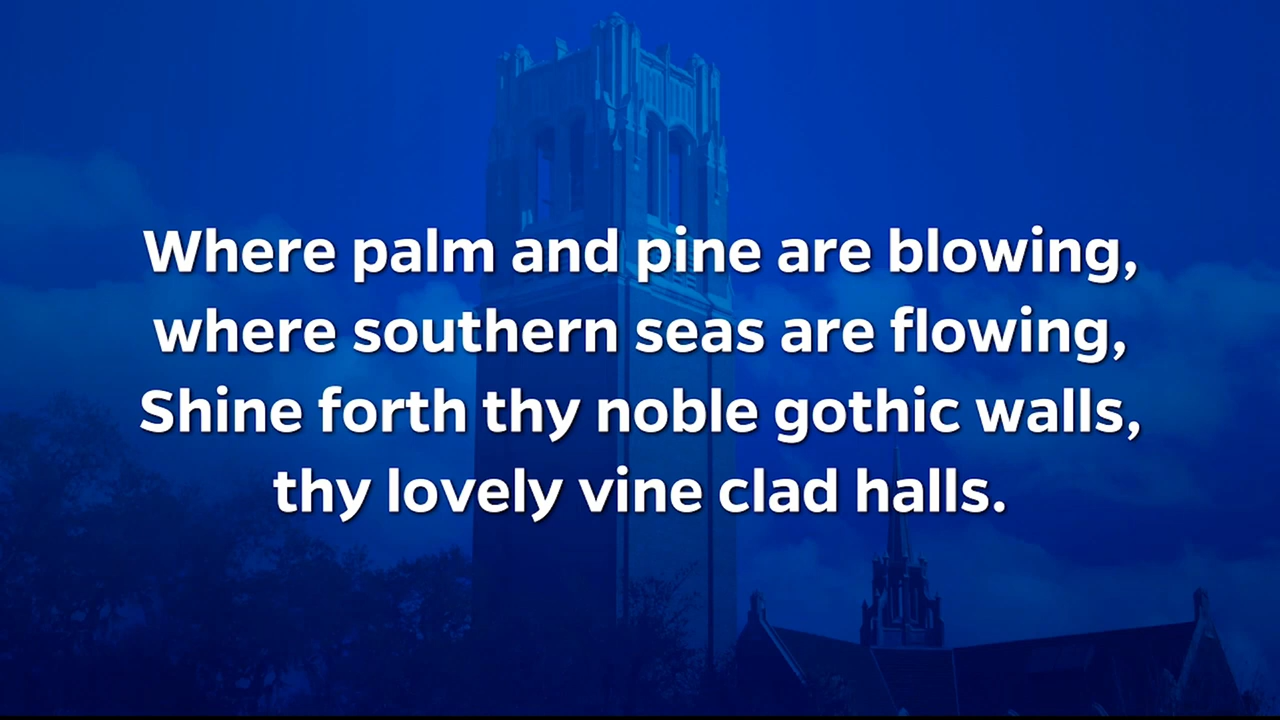 Where palm and pine are blowing,
where southern seas are flowing,
Shine forth thy noble gothic walls,
thy lovely vine clad halls.